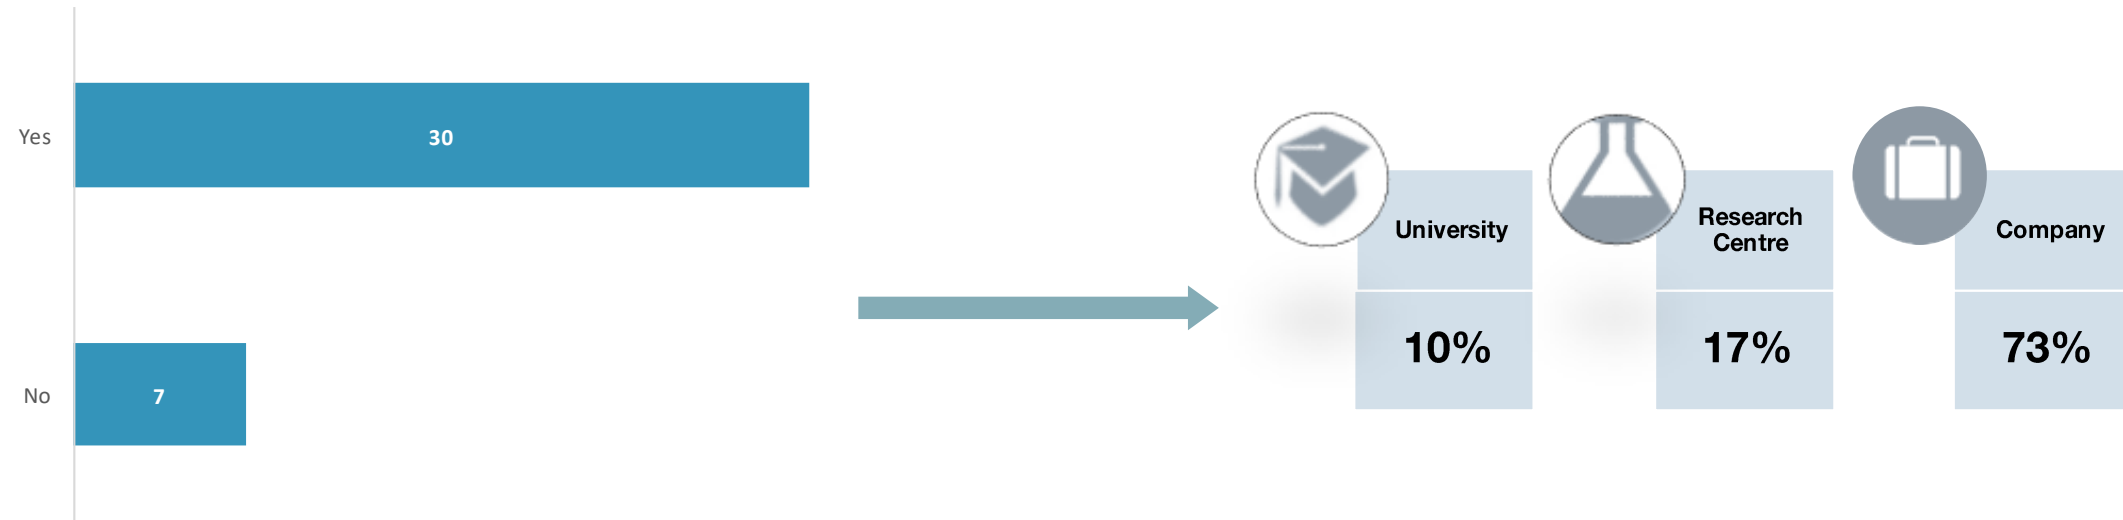 Yes
30
No
7
University
10%
Research
Centre
17%
Company
73%